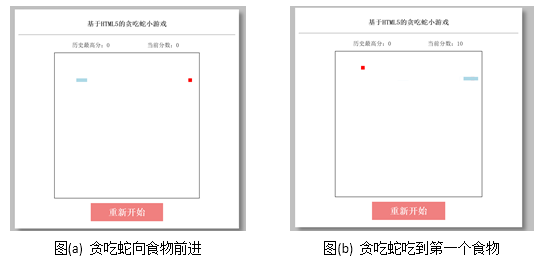 基于HTML5的贪吃蛇小游戏
历史最高分：0 当前分数：0
重新开始
图(a) 贪吃蛇向食物前进
基于HTML5的贪吃蛇小游戏
历史最高分：0 当前分数：10
重新开始
图(b) 贪吃蛇吃到第一个食物